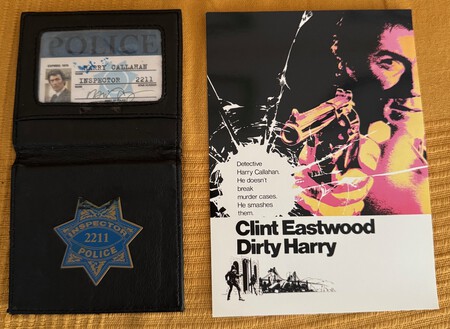 POLICE
HARRY CALLAHAN
INSPECTOR 2211
INSPECTOR
2211
POLICE
Detective
Harry Callahan.
He doesn't
break
murder cases.
He smashes
them.
Clint Eastwood
Dirty Harry